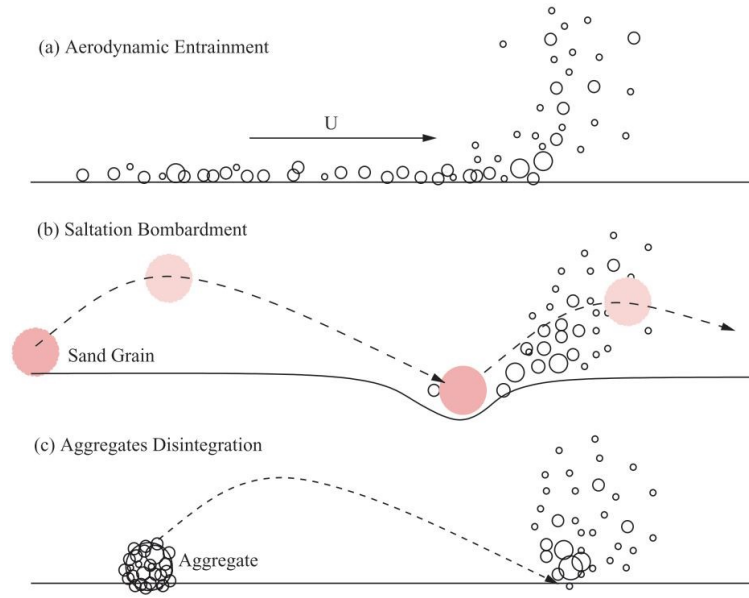 (a) Aerodynamic Entrainment
U
(b) Saltation Bombardment
Sand Grain
(c) Aggregates Disintegration
Aggregate